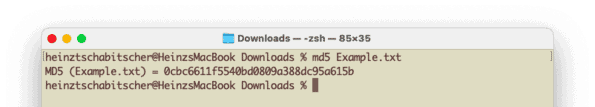 Downloads — -zsh — 85×35
heinztschabitscher@HeinzsMacBook Downloads % md5 Example.txt
MD5 (Example.txt) = 0cbc6611f5540bd0809a388dc95a615b
heinztschabitscher@HeinzsMacBook Downloads %